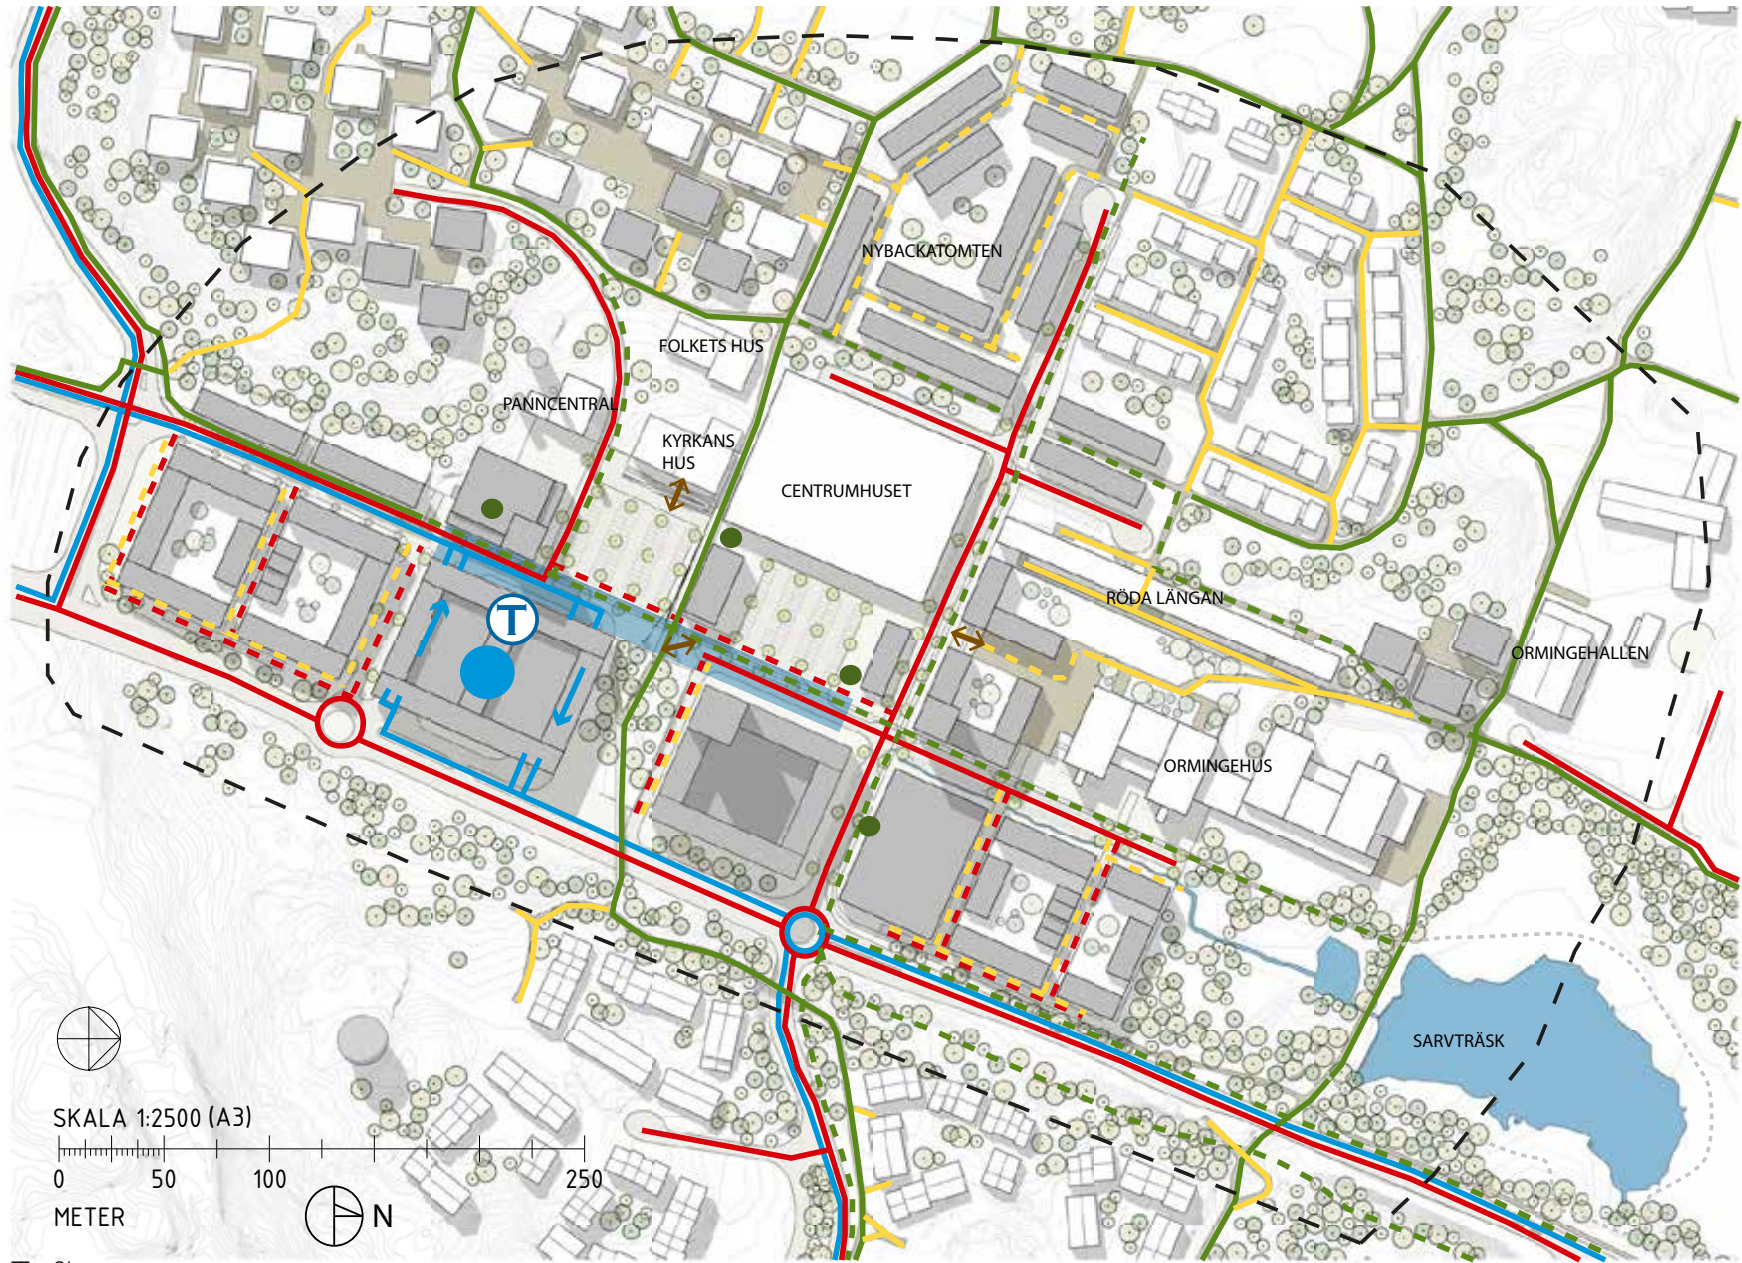 NYBACKATOMTEN
FOLKETS HUS
PANNCENTRAL
KYRKANS
HUS
CENTRUMHUSET
RÖDA LÄNGAN
T
ORMINGEHALLEN
ORMINGEHUS
SARVTRÄSK
SKALA 1:2500 (A3)
0 50 100 250
METER
N